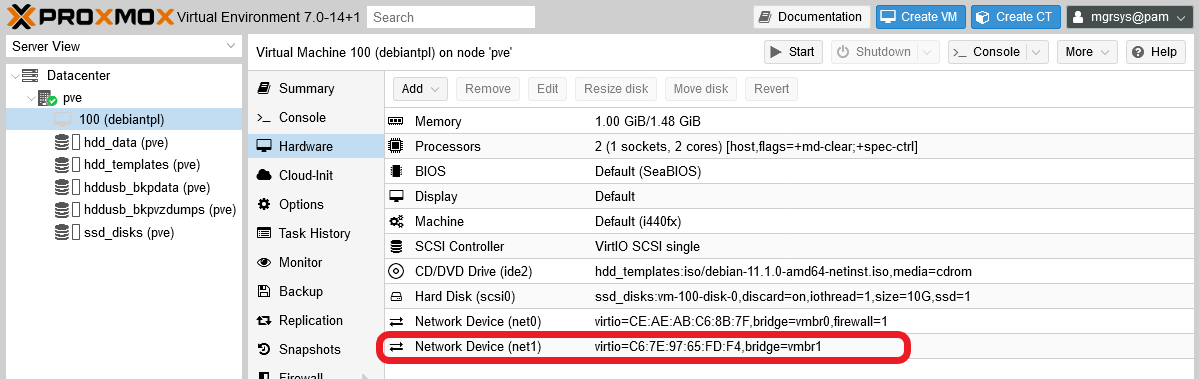 PROXMOX Virtual Environment 7.0-14+1 Search Documentation Create VM Create CT mgrsys@pam
Server View
Datacenter
pve
100 (debiantpl)
hdd_data (pve)
hdd_templates (pve)
hddusb_bkpdata (pve)
hddusb_bkpvzdumps (pve)
ssd_disks (pve)
Virtual Machine 100 (debiantpl) on node 'pve' Start Shutdown Console More Help
Summary
Console
Hardware
Cloud-Init
Options
Task History
Monitor
Backup
Replication
Snapshots
Firewall
Add Remove Edit Resize disk Move disk Revert
Memory 1.00 GiB/1.48 GiB
Processors 2 (1 sockets, 2 cores) [host,flags=+md-clear;+spec-ctrl]
BIOS Default (SeaBIOS)
Display Default
Machine Default (i440fx)
SCSI Controller VirtIO SCSI single
CD/DVD Drive (ide2) hdd_templates:iso/debian-11.1.0-amd64-netinst.iso,media=cdrom
Hard Disk (scsi0) ssd_disks:vm-100-disk-0,discard=on,iothread=1,size=10G,ssd=1
Network Device (net0) virtio=CE:AE:AB:C6:8B:7F,bridge=vmbr0,firewall=1
Network Device (net1) virtio=C6:7E:97:65:FD:F4,bridge=vmbr1